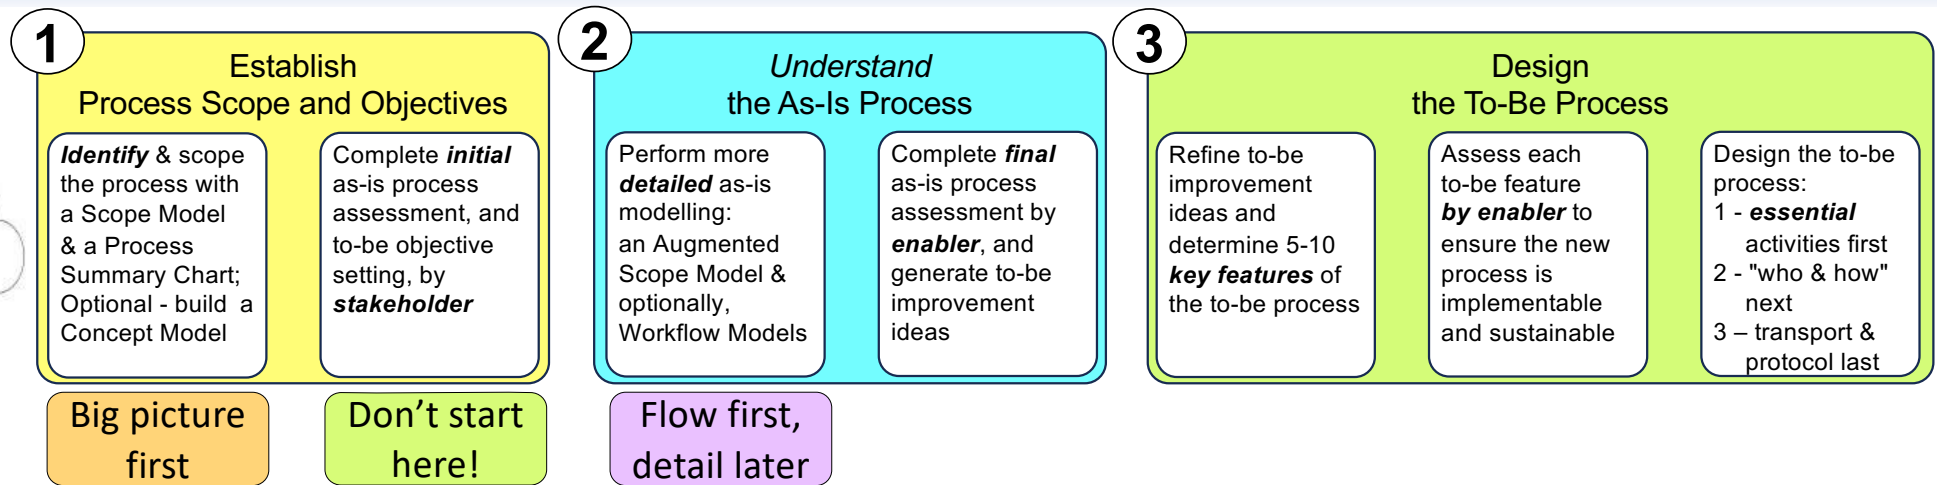 1
Establish
Process Scope and Objectives
Identify & scope
the process with
a Scope Model
& a Process
Summary Chart;
Optional - build  a
Concept Model
Complete initial
as-is process
assessment, and
to-be objective
setting, by
stakeholder
Big picture
first
Don’t start
here!
2
Understand
the As-Is Process
Perform more
detailed as-is
modelling:
an Augmented
Scope Model &
optionally,
Workflow Models
Complete final
as-is process
assessment by
enabler, and
generate to-be
improvement
ideas
Flow first,
detail later
3
Design
the To-Be Process
Refine to-be
improvement
ideas and
determine 5-10
key features of
the to-be process
Assess each
to-be feature
by enabler to
ensure the new
process is
implementable
and sustainable
Design the to-be
process:
1 - essential
activities first
2 - "who & how"
next
3 – transport &
protocol last